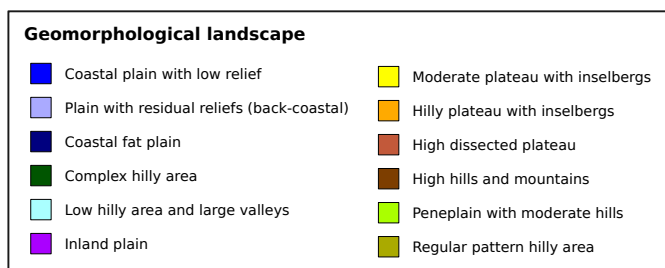 Geomorphological landscape
Coastal plain with low relief
Plain with residual reliefs (back-coastal)
Coastal fat plain
Complex hilly area
Low hilly area and large valleys
Inland plain
Moderate plateau with inselbergs
Hilly plateau with inselbergs
High dissected plateau
High hills and mountains
Peneplain with moderate hills
Regular pattern hilly area